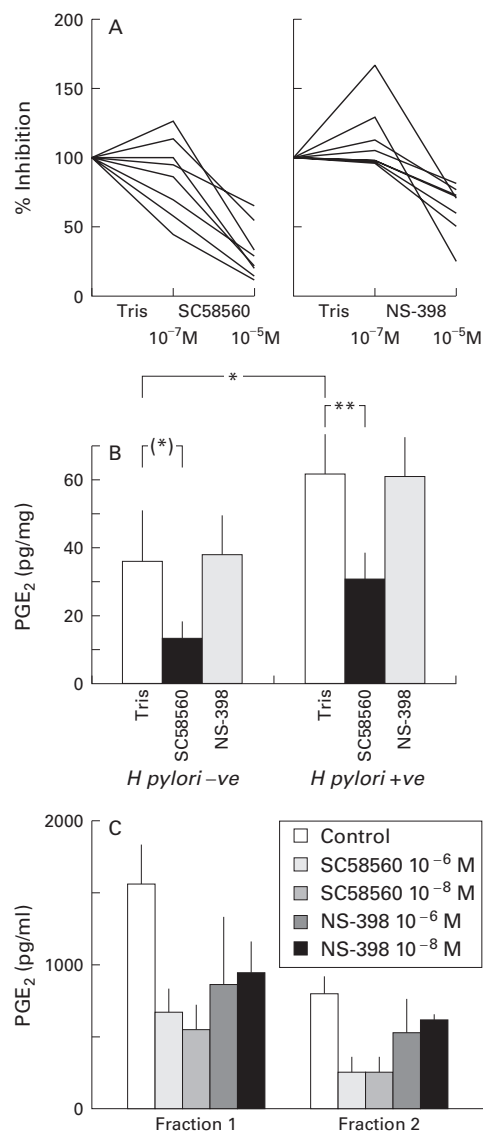 A
% Inhibition
200
150
100
50
0
Tris SC58560
10⁻⁷M 10⁻⁵M
Tris NS-398
10⁻⁷M 10⁻⁵M
*
B
(*)
**
PGE₂ (pg/mg)
60
40
20
0
Tris
SC58560
NS-398
Tris
SC58560
NS-398
H pylori –ve
H pylori +ve
C
PGE₂ (pg/ml)
2000
1000
0
Control
SC58560 10⁻⁶ M
SC58560 10⁻⁸ M
NS-398 10⁻⁶ M
NS-398 10⁻⁸ M
Fraction 1
Fraction 2